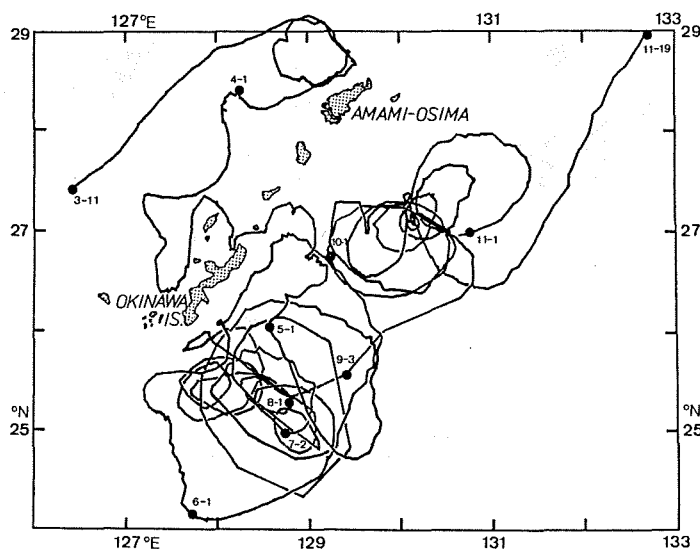 127°E 131 133
29 29
11-19
4-1
AMAMI-OSIMA
3-11
27 27
10-1
11-1
OKINAWA
IS.
5-1
9-3
8-1
°N °N
25 25
7-2
6-1
127°E 129 131 133